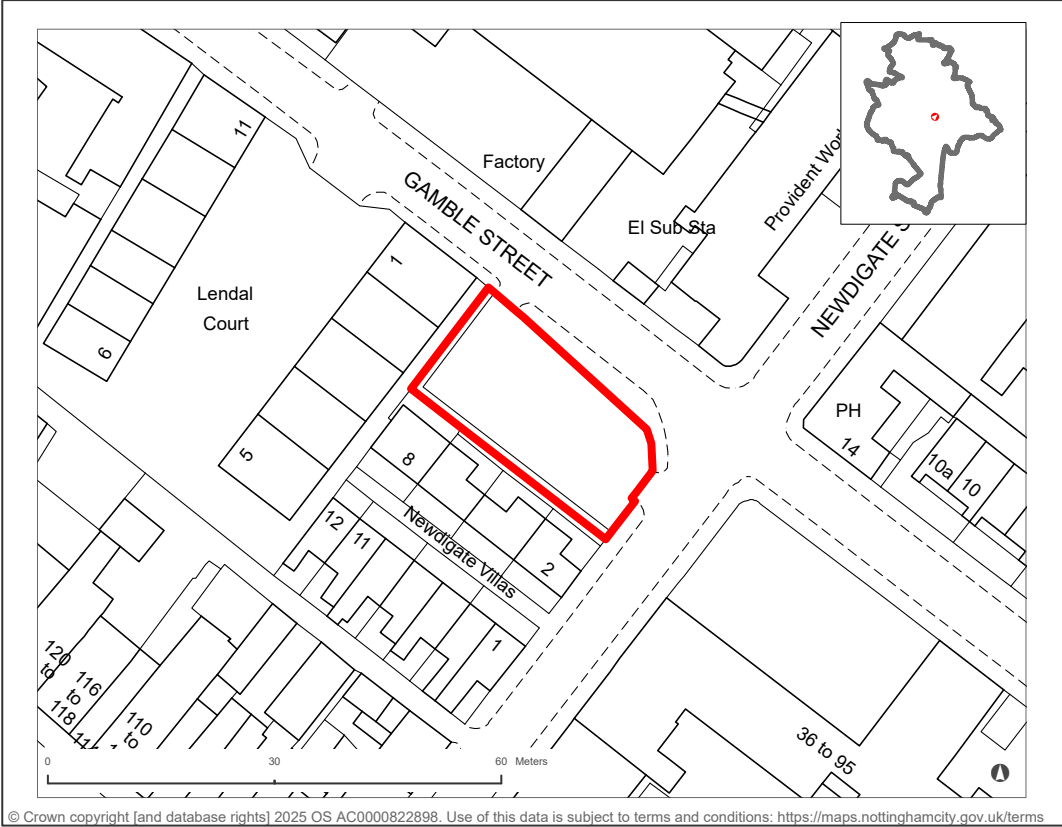 11
Factory
GAMBLE STREET
El Sub Sta
NEWDIGATE S
1
Lendal
Court
6
5
PH
14
10a
10
8
Newdigate Villas
12
11
2
1
120
to
116
to
118
110
to
36 to 95
0
30
60
Meters
© Crown copyright [and database rights] 2025 OS AC0000822898. Use of this data is subject to terms and conditions: https://maps.nottinghamcity.gov.uk/terms